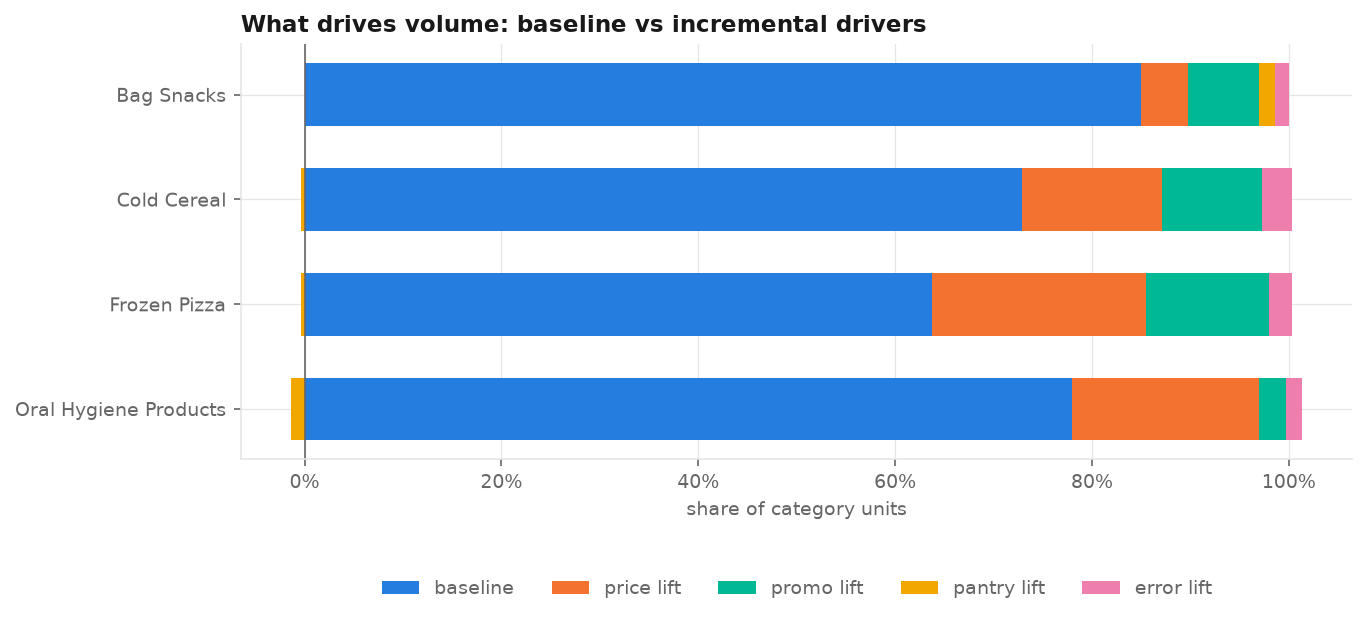 What drives volume: baseline vs incremental drivers
Bag Snacks
Cold Cereal
Frozen Pizza
Oral Hygiene Products
0% 20% 40% 60% 80% 100%
share of category units
baseline price lift promo lift pantry lift error lift